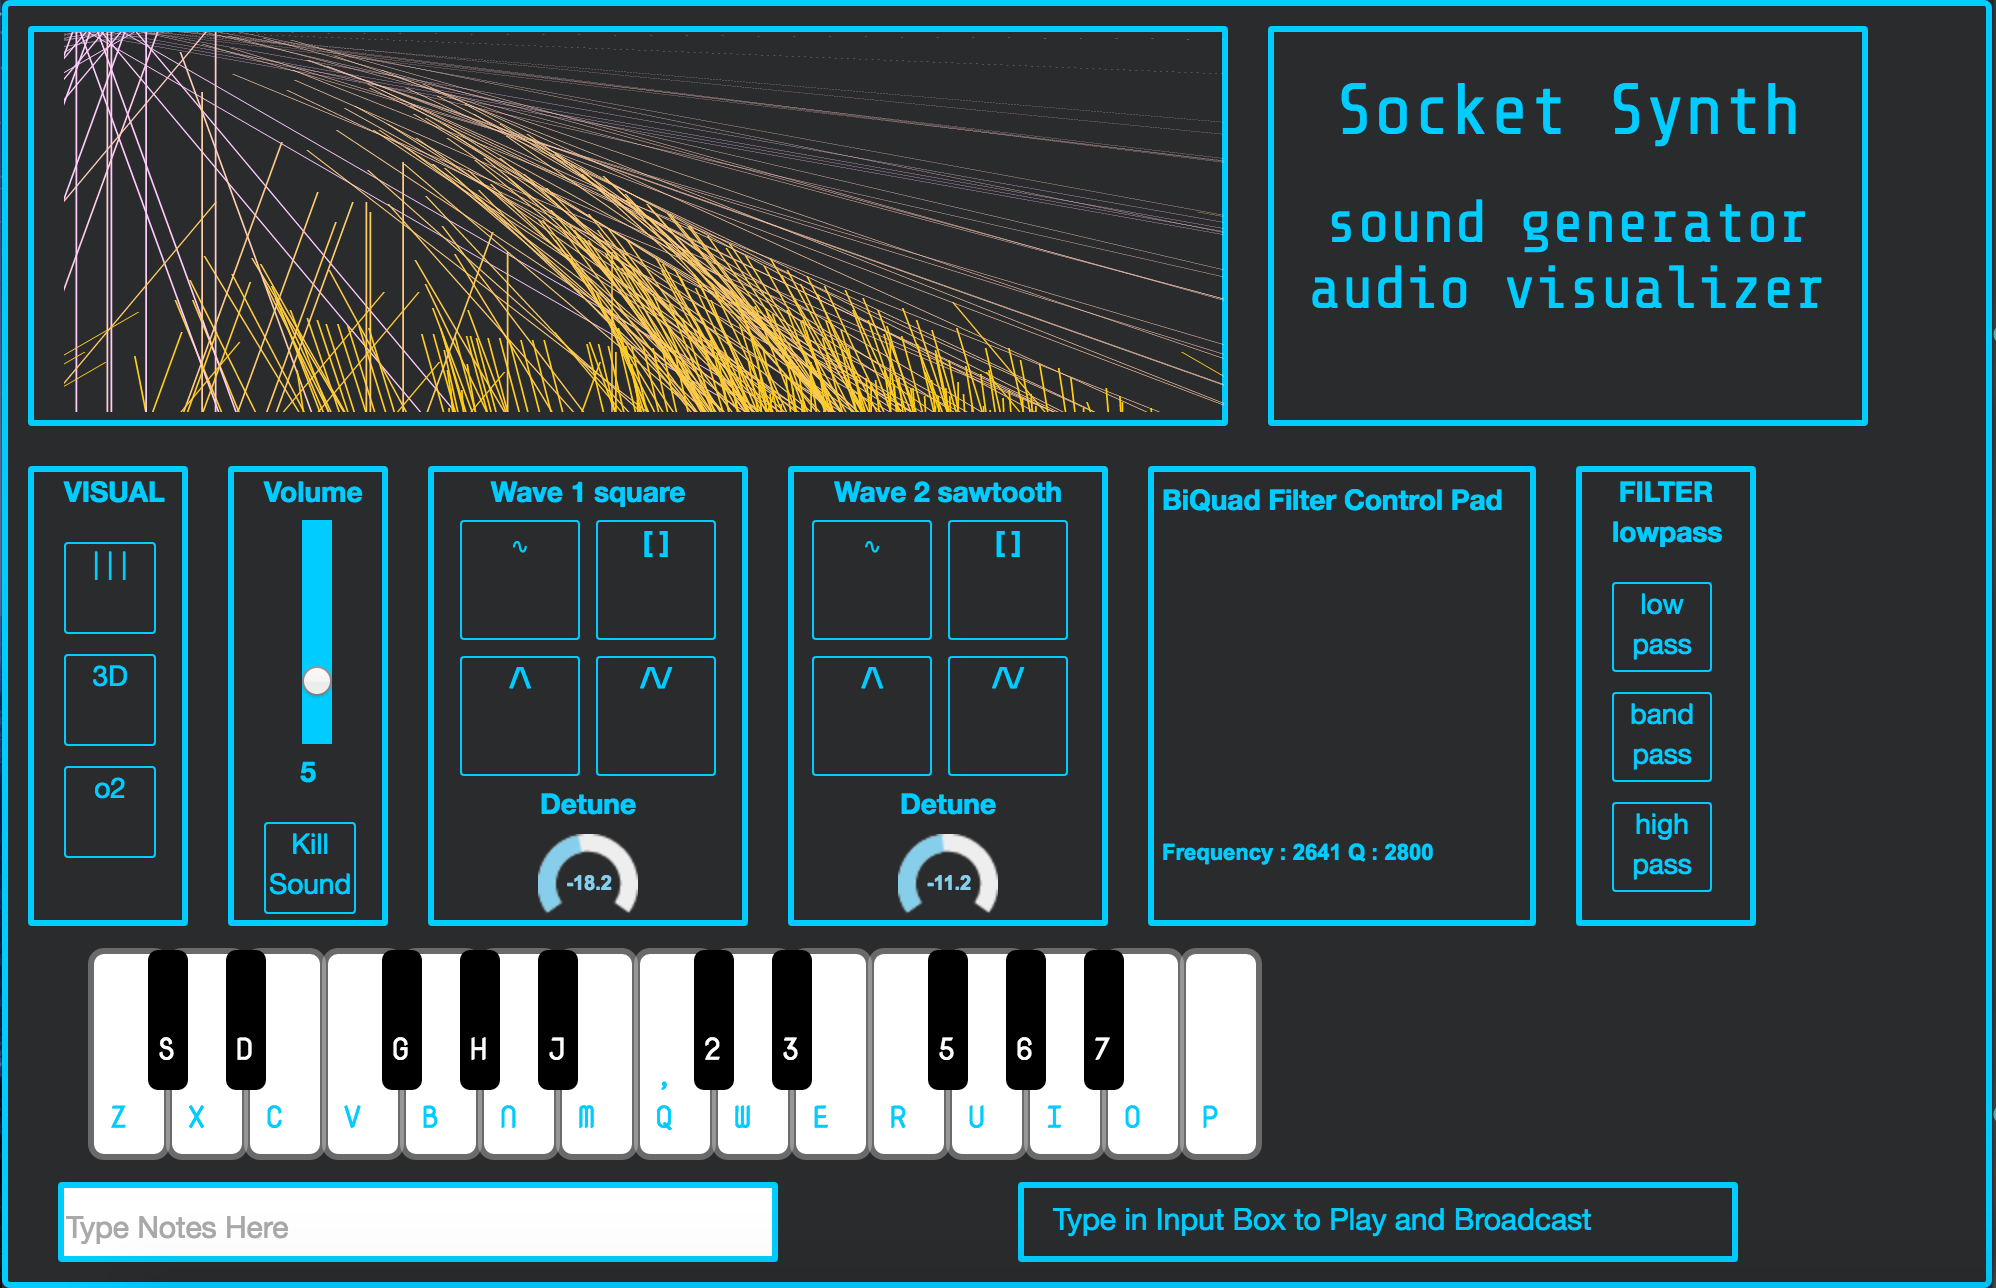 Socket Synth
sound generator
audio visualizer
VISUAL
|||
3D
o2
Volume
5
Kill
Sound
Wave 1 square
∿
[]
/\
/\/
Detune
-18.2
Wave 2 sawtooth
∿
[]
/\
/\/
Detune
-11.2
BiQuad Filter Control Pad
Frequency : 2641 Q : 2800
FILTER
lowpass
low
pass
band
pass
high
pass
S D G H J 2 3 5 6 7
,
Z X C V B N M Q W E R U I O P
Type Notes Here
Type in Input Box to Play and Broadcast